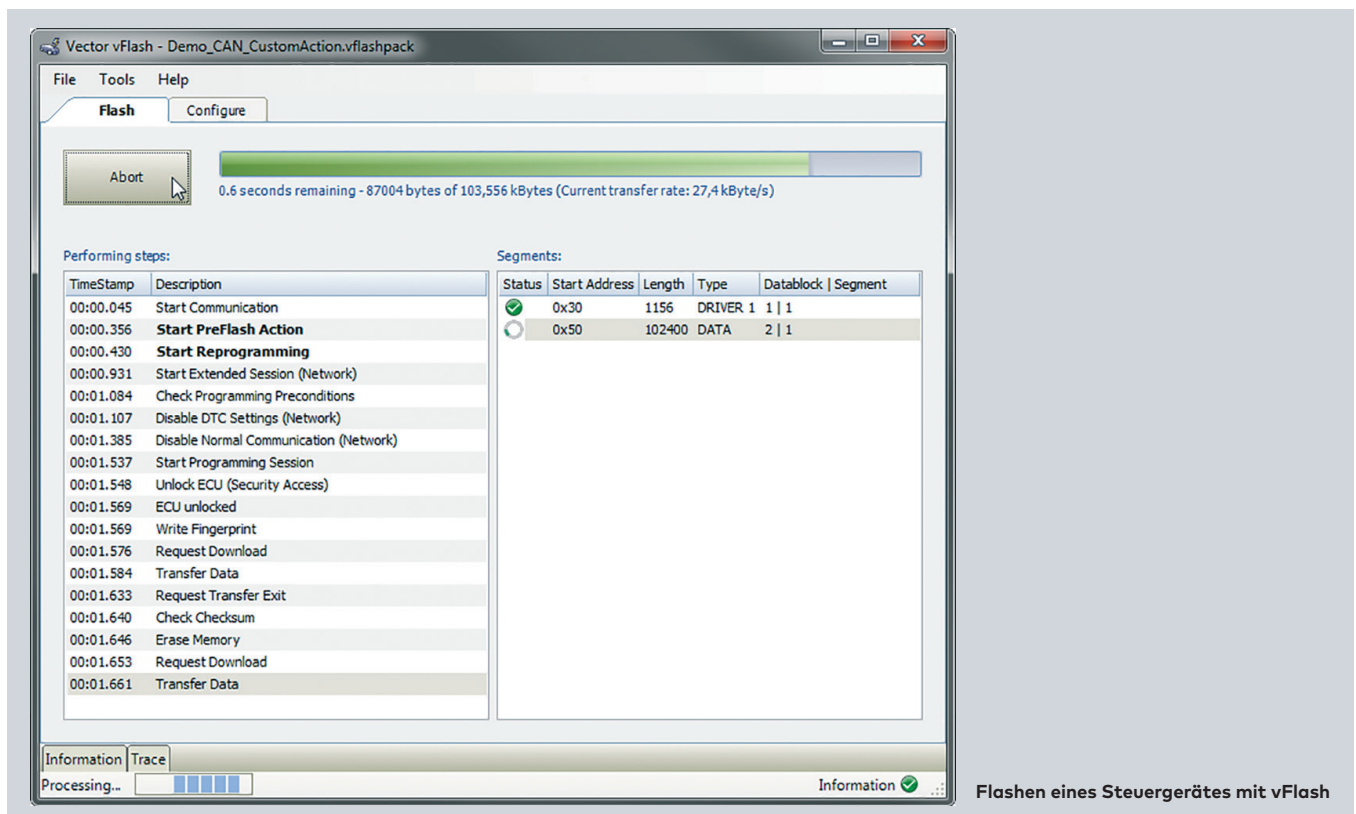 Vector vFlash - Demo_CAN_CustomAction.vflashpack
File Tools Help
Flash Configure
Abort
0.6 seconds remaining - 87004 bytes of 103,556 kBytes (Current transfer rate: 27,4 kByte/s)
Performing steps:
TimeStamp Description
00:00.045 Start Communication
00:00.356 Start PreFlash Action
00:00.430 Start Reprogramming
00:00.931 Start Extended Session (Network)
00:01.084 Check Programming Preconditions
00:01.107 Disable DTC Settings (Network)
00:01.385 Disable Normal Communication (Network)
00:01.537 Start Programming Session
00:01.548 Unlock ECU (Security Access)
00:01.569 ECU unlocked
00:01.569 Write Fingerprint
00:01.576 Request Download
00:01.584 Transfer Data
00:01.633 Request Transfer Exit
00:01.640 Check Checksum
00:01.646 Erase Memory
00:01.653 Request Download
00:01.661 Transfer Data
Segments:
Status Start Address Length Type Datablock | Segment
0x30 1156 DRIVER 1 1 | 1
0x50 102400 DATA 2 | 1
Information Trace
Processing... Information
Flashen eines Steuergerätes mit vFlash